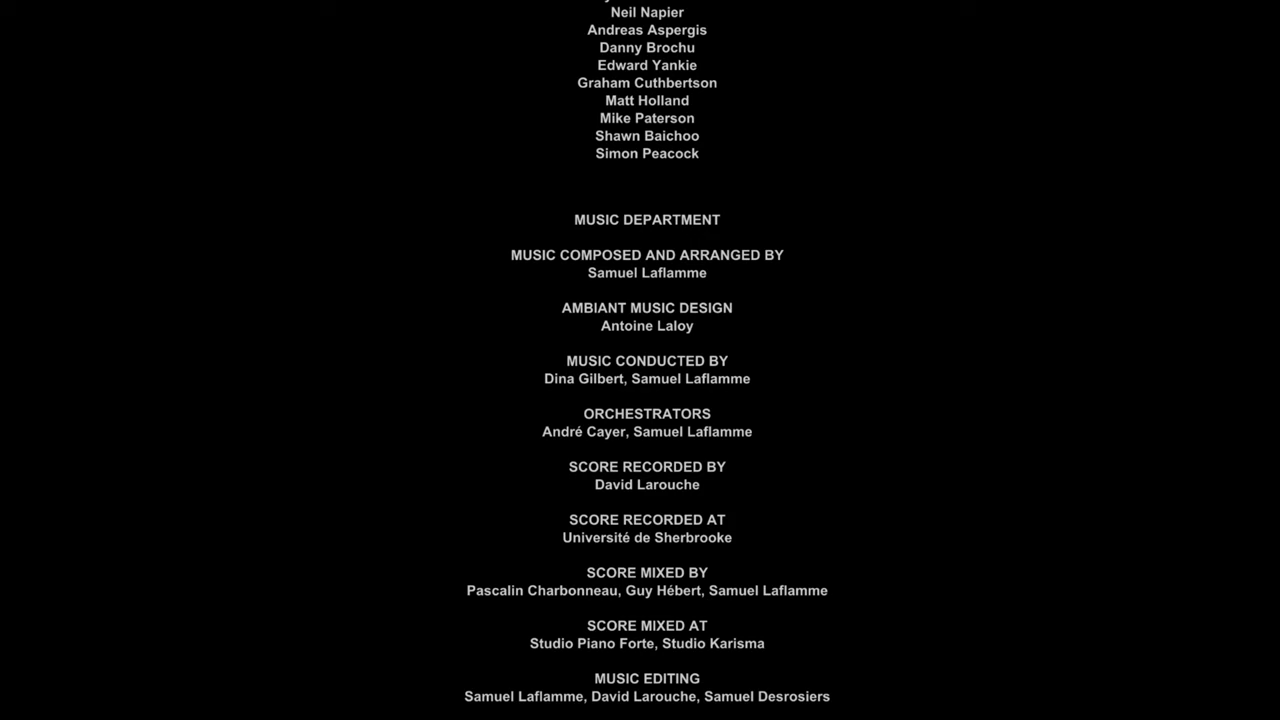 Neil Napier
Andreas Aspergis
Danny Brochu
Edward Yankie
Graham Cuthbertson
Matt Holland
Mike Paterson
Shawn Baichoo
Simon Peacock
MUSIC DEPARTMENT
MUSIC COMPOSED AND ARRANGED BY
Samuel Laflamme
AMBIANT MUSIC DESIGN
Antoine Laloy
MUSIC CONDUCTED BY
Dina Gilbert, Samuel Laflamme
ORCHESTRATORS
André Cayer, Samuel Laflamme
SCORE RECORDED BY
David Larouche
SCORE RECORDED AT
Université de Sherbrooke
SCORE MIXED BY
Pascalin Charbonneau, Guy Hébert, Samuel Laflamme
SCORE MIXED AT
Studio Piano Forte, Studio Karisma
MUSIC EDITING
Samuel Laflamme, David Larouche, Samuel Desrosiers